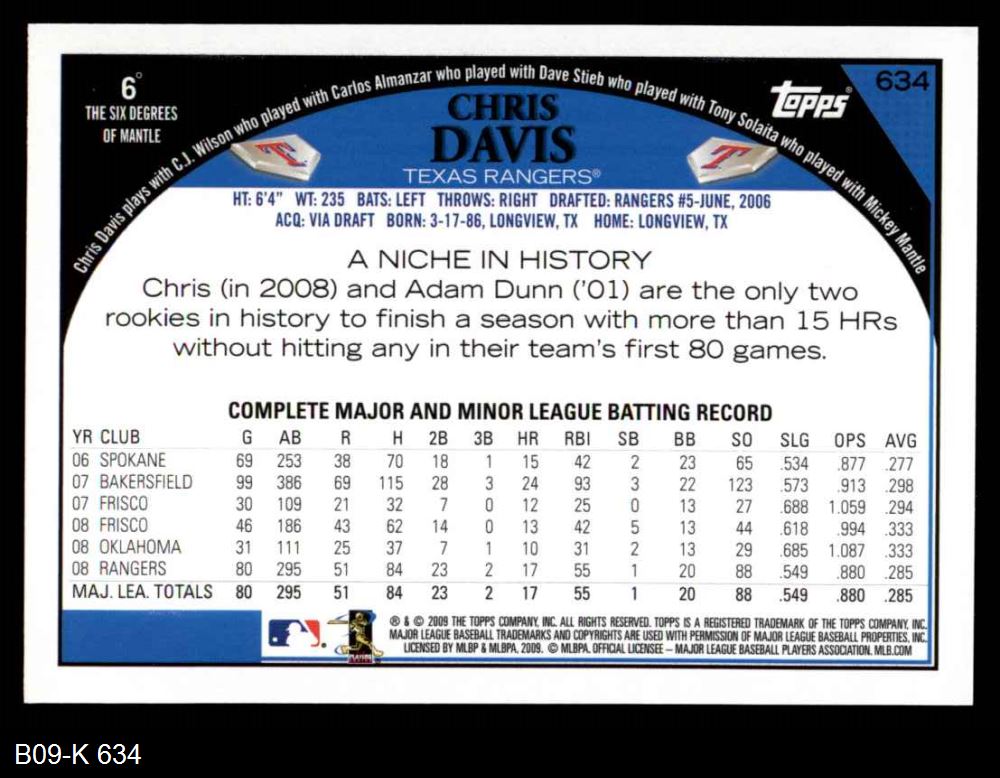 6°
THE SIX DEGREES
OF MANTLE
Chris Davis plays with C.J. Wilson who played with Carlos Almanzar who played with Dave Stieb who played with Tony Solaita who played with Mickey Mantle
Topps®
634
CHRIS
DAVIS
TEXAS RANGERS®
T
T
HT: 6'4" WT: 235 BATS: LEFT THROWS: RIGHT DRAFTED: RANGERS #5-JUNE, 2006
ACQ: VIA DRAFT BORN: 3-17-86, LONGVIEW, TX HOME: LONGVIEW, TX
A NICHE IN HISTORY
Chris (in 2008) and Adam Dunn ('01) are the only two
rookies in history to finish a season with more than 15 HRs
without hitting any in their team's first 80 games.
COMPLETE MAJOR AND MINOR LEAGUE BATTING RECORD
YR CLUB G AB R H 2B 3B HR RBI SB BB SO SLG OPS AVG
06 SPOKANE 69 253 38 70 18 1 15 42 2 23 65 .534 .877 .277
07 BAKERSFIELD 99 386 69 115 28 3 24 93 3 22 123 .573 .913 .298
07 FRISCO 30 109 21 32 7 0 12 25 0 13 27 .688 1.059 .294
08 FRISCO 46 186 43 62 14 0 13 42 5 13 44 .618 .994 .333
08 OKLAHOMA 31 111 25 37 7 1 10 31 2 13 29 .685 1.087 .333
08 RANGERS 80 295 51 84 23 2 17 55 1 20 88 .549 .880 .285
MAJ. LEA. TOTALS 80 295 51 84 23 2 17 55 1 20 88 .549 .880 .285
® & © 2009 THE TOPPS COMPANY, INC. ALL RIGHTS RESERVED. TOPPS IS A REGISTERED TRADEMARK OF THE TOPPS COMPANY, INC.
MAJOR LEAGUE BASEBALL TRADEMARKS AND COPYRIGHTS ARE USED WITH PERMISSION OF MAJOR LEAGUE BASEBALL PROPERTIES, INC.
LICENSED BY MLBP & MLBPA, 2009. © MLBPA. OFFICIAL LICENSEE – MAJOR LEAGUE BASEBALL PLAYERS ASSOCIATION. MLB.COM
PLAYERS
B09-K 634